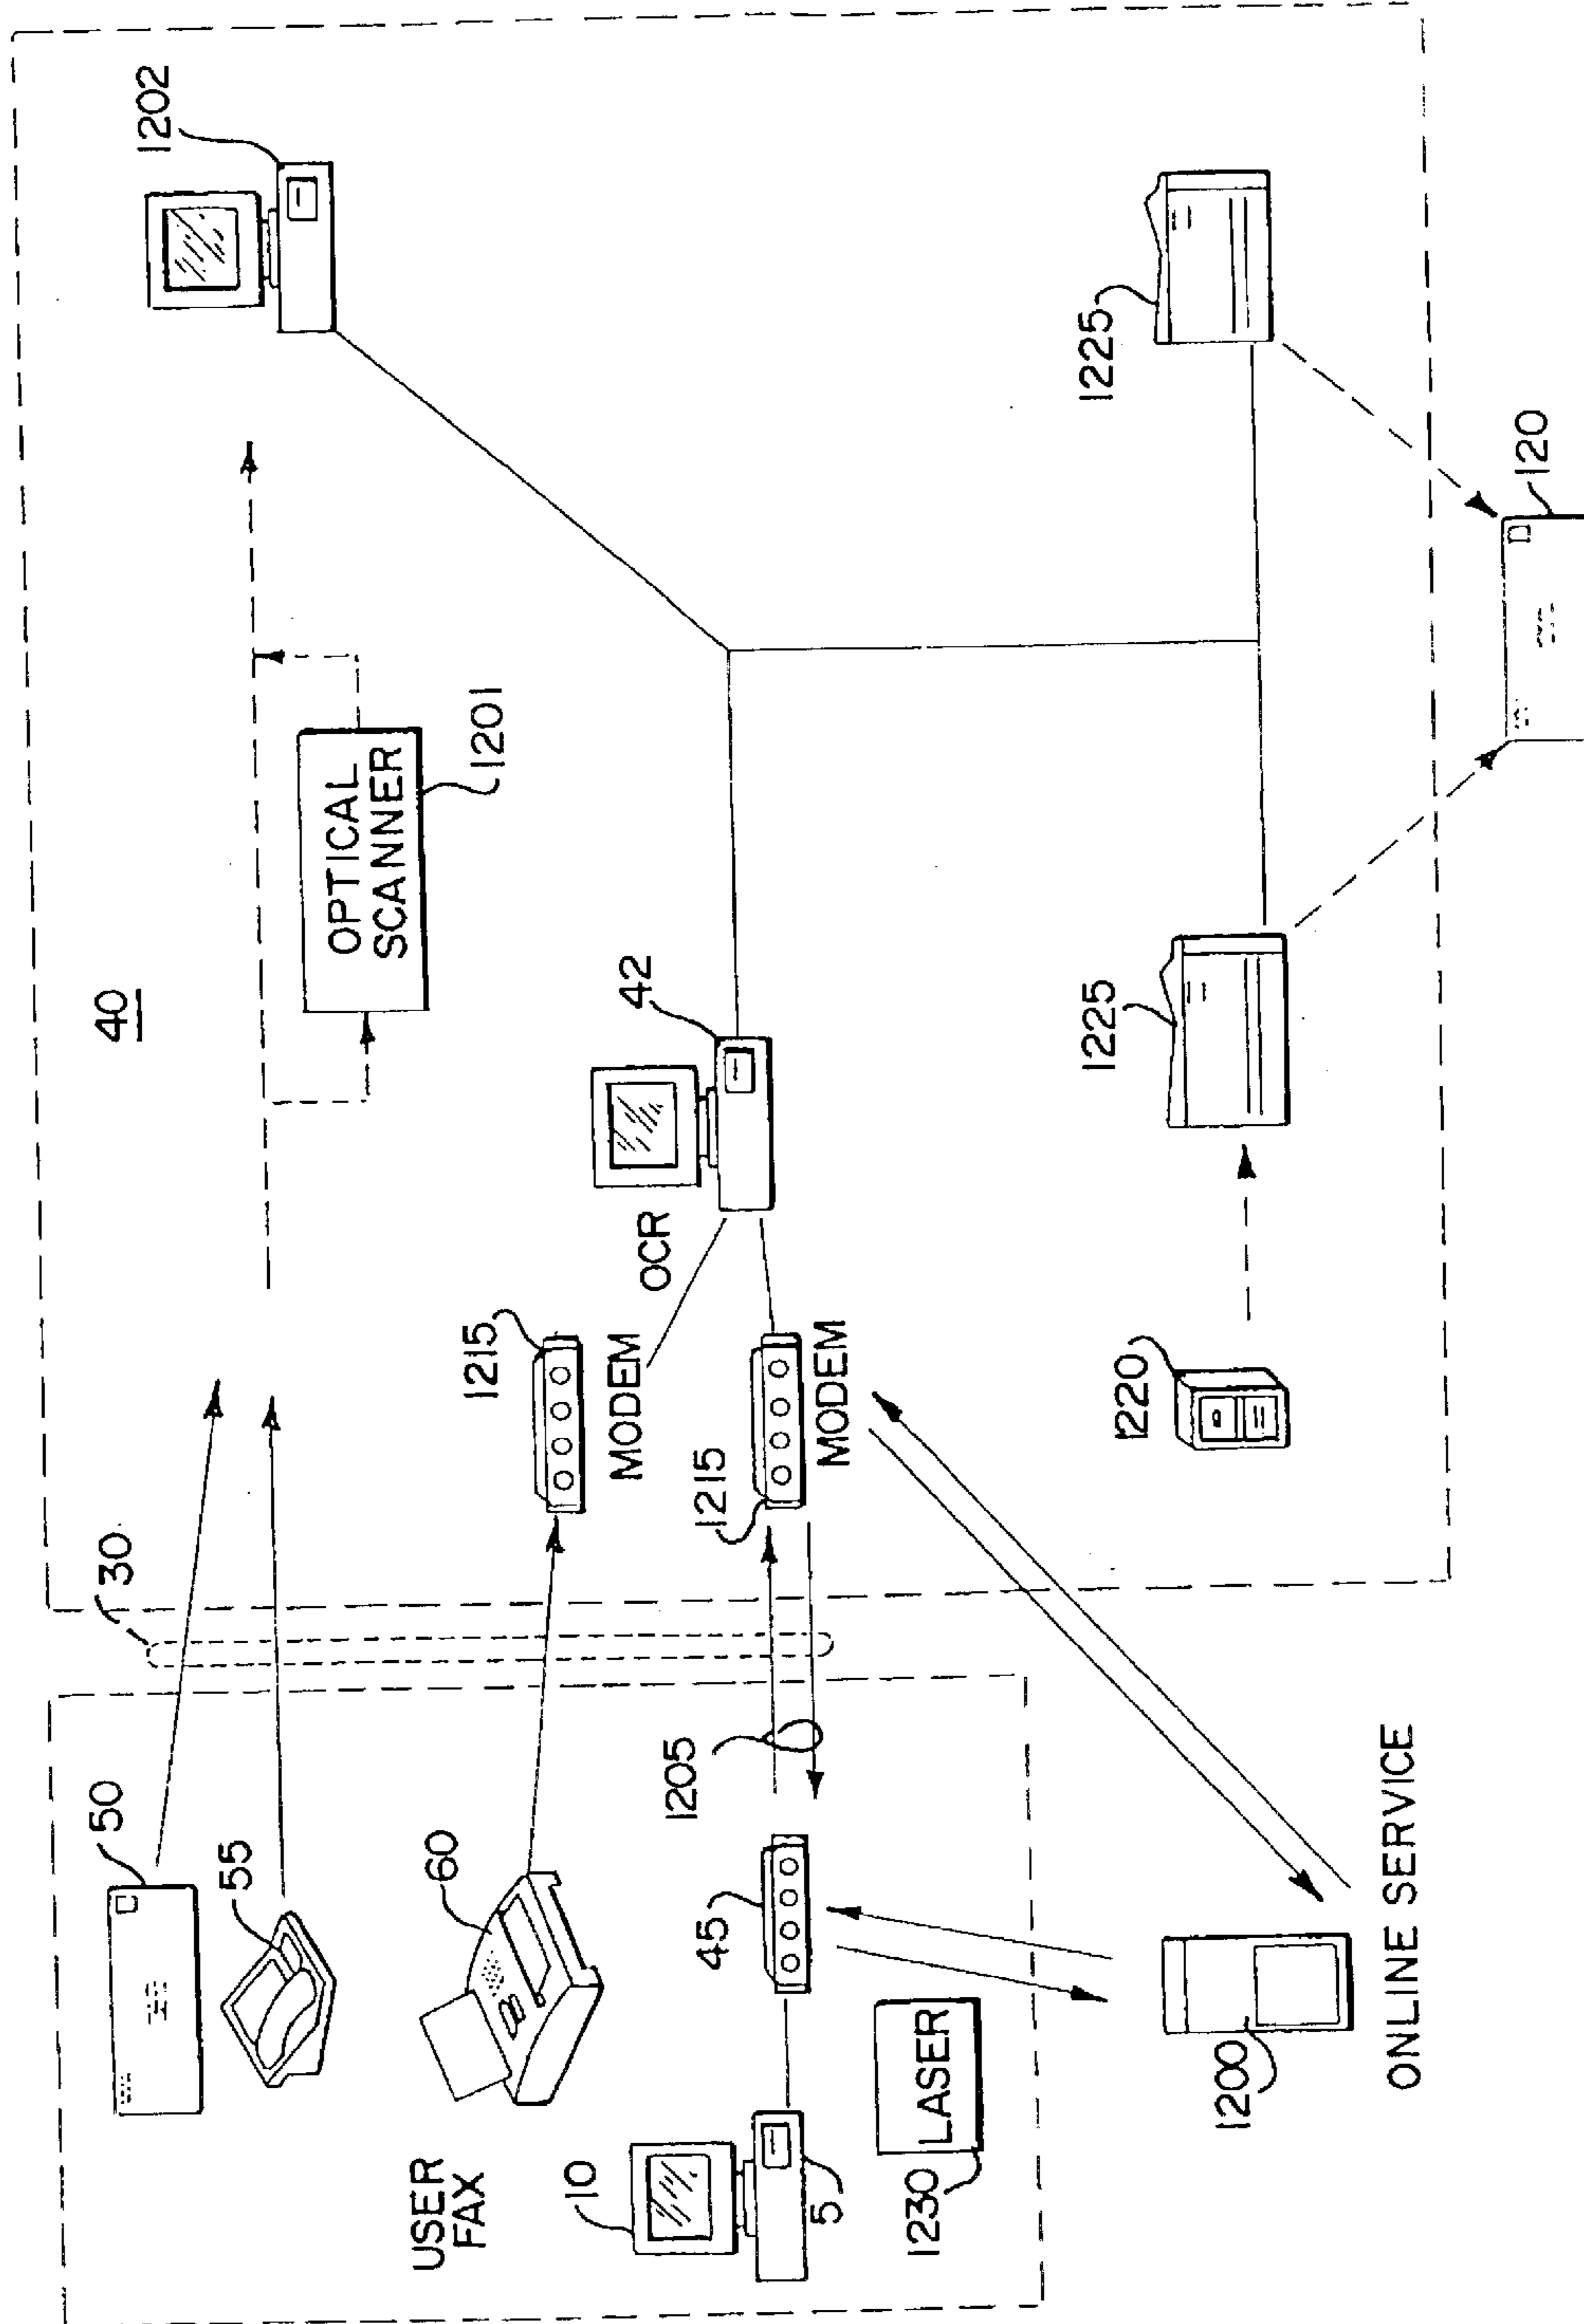 40
1202
OPTICAL
SCANNER
1201
30
50
55
1215
MODEM
OCR
42
1225
USER
FAX
60
1205
1215
MODEM
10
5
45
1230
LASER
1220
1225
120
1200
ONLINE SERVICE